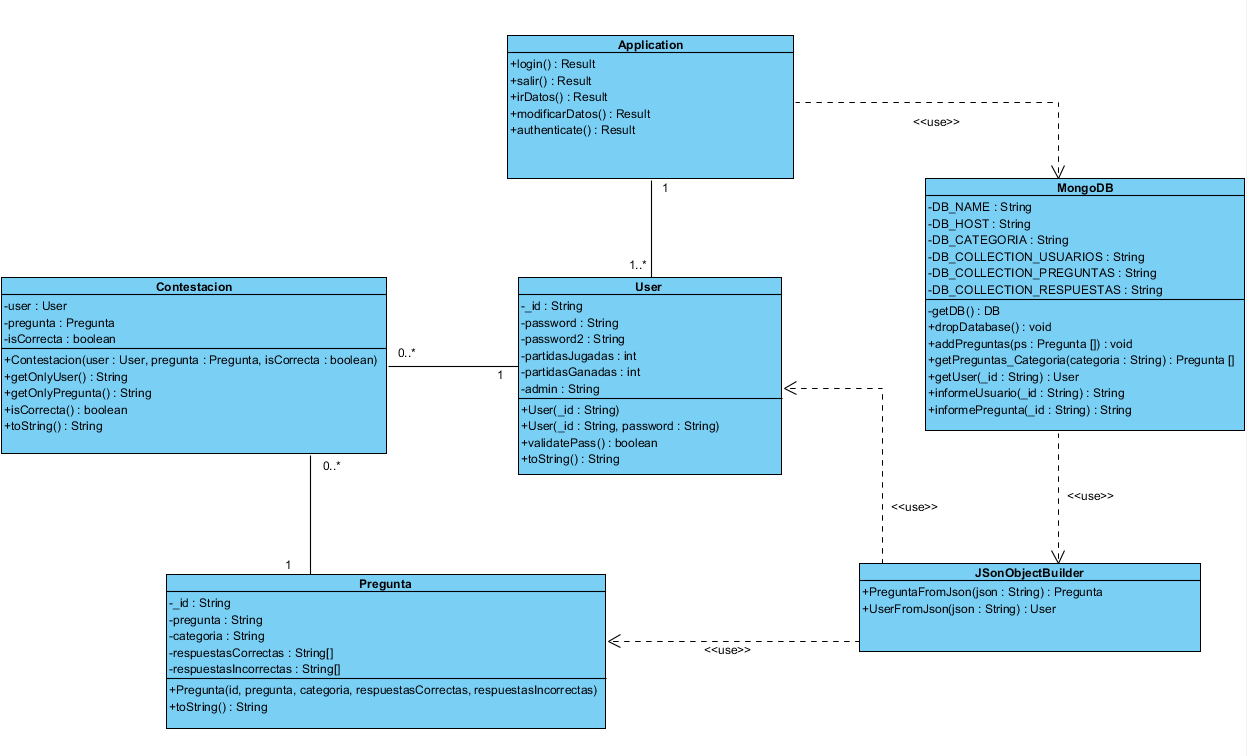 Application
+login() : Result
+salir() : Result
+irDatos() : Result
+modificarDatos() : Result
+authenticate() : Result
<<use>>
1
1..*
MongoDB
-DB_NAME : String
-DB_HOST : String
-DB_CATEGORIA : String
-DB_COLLECTION_USUARIOS : String
-DB_COLLECTION_PREGUNTAS : String
-DB_COLLECTION_RESPUESTAS : String
-getDB() : DB
+dropDatabase() : void
+addPreguntas(ps : Pregunta []) : void
+getPreguntas_Categoria(categoria : String) : Pregunta []
+getUser(_id : String) : User
+informeUsuario(_id : String) : String
+informePregunta(_id : String) : String
Contestacion
-user : User
-pregunta : Pregunta
-isCorrecta : boolean
+Contestacion(user : User, pregunta : Pregunta, isCorrecta : boolean)
+getOnlyUser() : String
+getOnlyPregunta() : String
+isCorrecta() : boolean
+toString() : String
0..*
1
User
-_id : String
-password : String
-password2 : String
-partidasJugadas : int
-partidasGanadas : int
-admin : String
+User(_id : String)
+User(_id : String, password : String)
+validatePass() : boolean
+toString() : String
0..*
1
<<use>>
<<use>>
JSonObjectBuilder
+PreguntaFromJson(json : String) : Pregunta
+UserFromJson(json : String) : User
<<use>>
Pregunta
-_id : String
-pregunta : String
-categoria : String
-respuestasCorrectas : String[]
-respuestasIncorrectas : String[]
+Pregunta(id, pregunta, categoria, respuestasCorrectas, respuestasIncorrectas)
+toString() : String